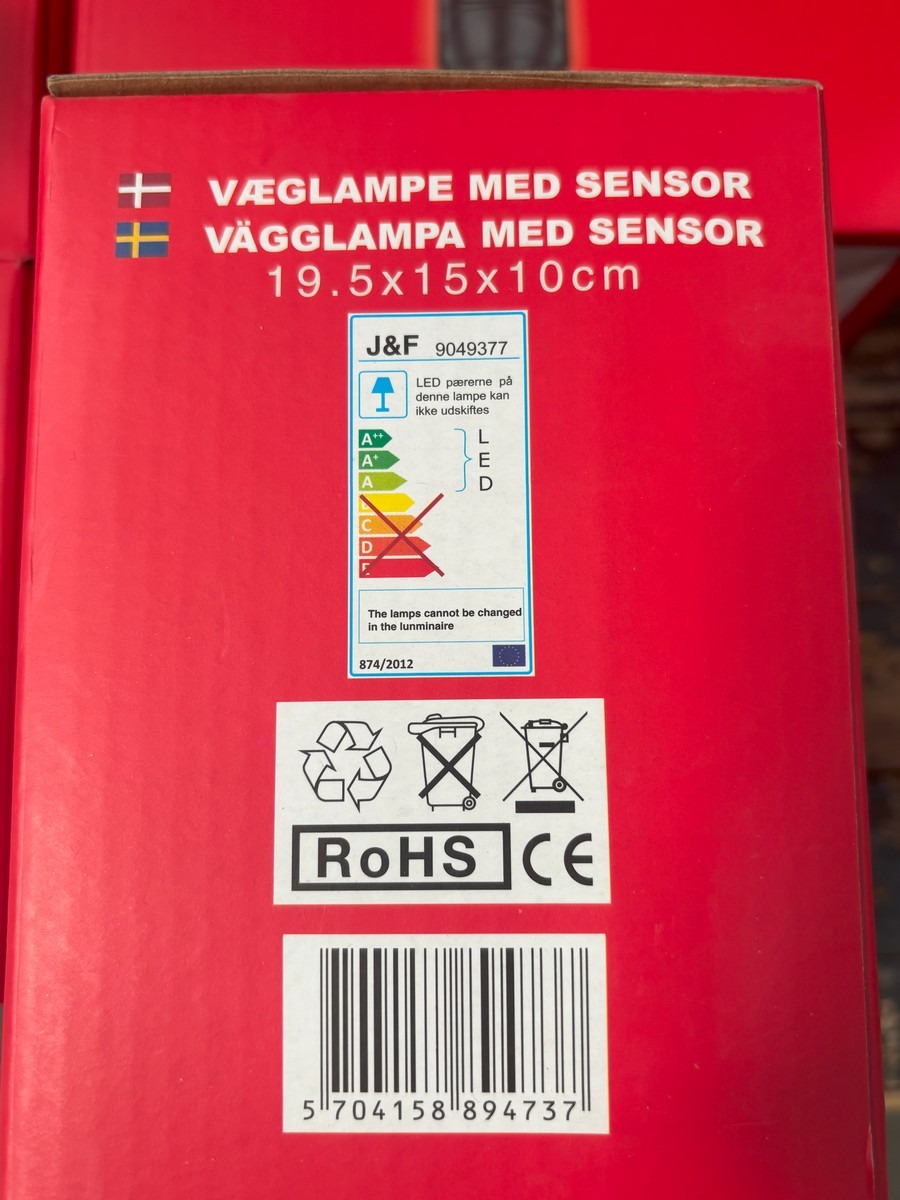 VÆGLAMPE MED SENSOR
VÄGGLAMPA MED SENSOR
19.5x15x10cm
J&F 9049377
LED pærerne på
denne lampe kan
ikke udskiftes
A++
A+
A
C
D
L
E
D
The lamps cannot be changed
in the lunminaire
874/2012
RoHS CE
5 704158 894737